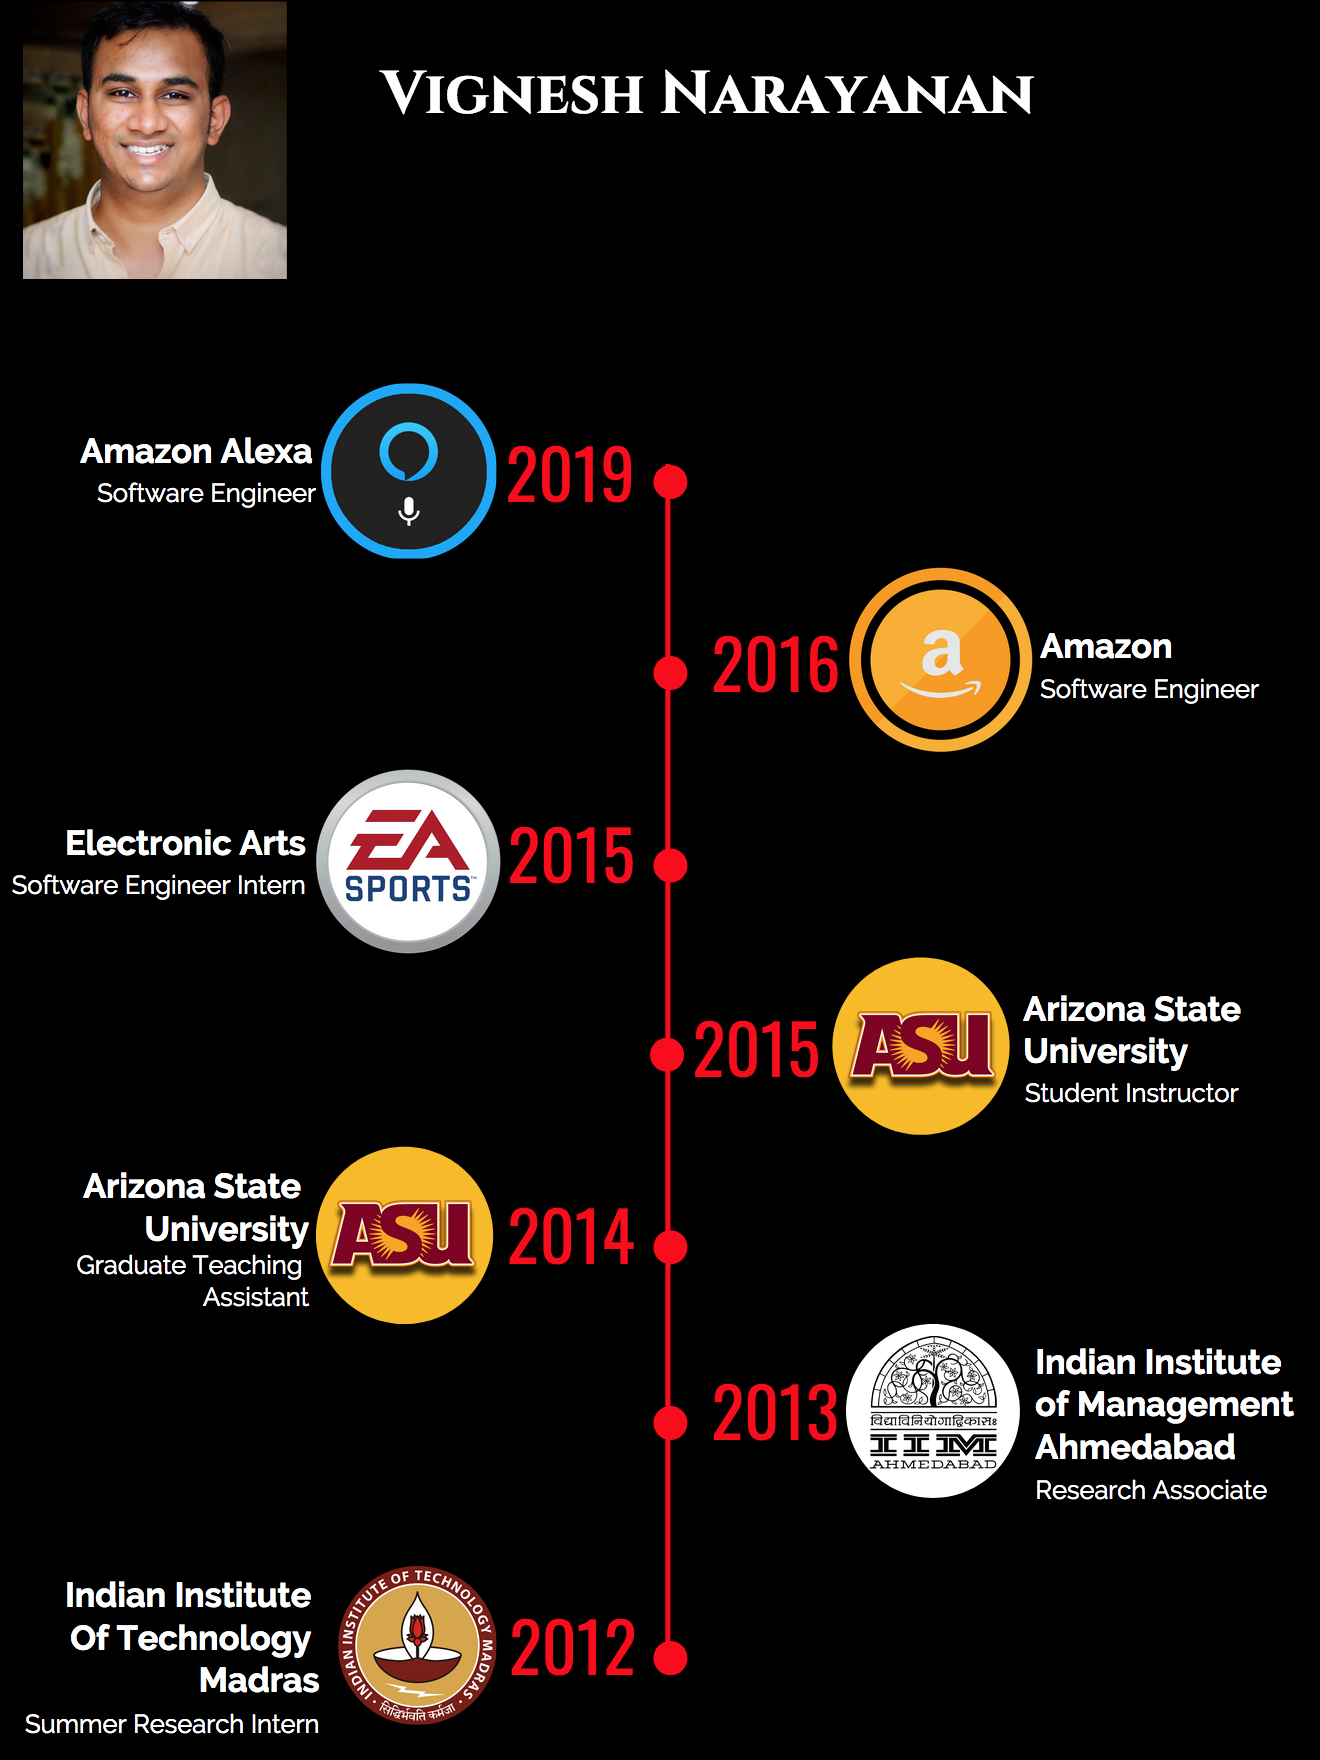 Vignesh Narayanan
Amazon Alexa
Software Engineer
2019
2016
a
Amazon
Software Engineer
Electronic Arts
Software Engineer Intern
EA
SPORTS™
2015
2015
ASU
Arizona State
University
Student Instructor
Arizona State
University
Graduate Teaching
Assistant
ASU
2014
2013
विद्याविनियोगाद्विकासः
IIM
AHMEDABAD
Indian Institute
of Management
Ahmedabad
Research Associate
Indian Institute
Of Technology
Madras
Summer Research Intern
INDIAN INSTITUTE OF TECHNOLOGY MADRAS
सिद्धिर्भवति कर्मजा
2012